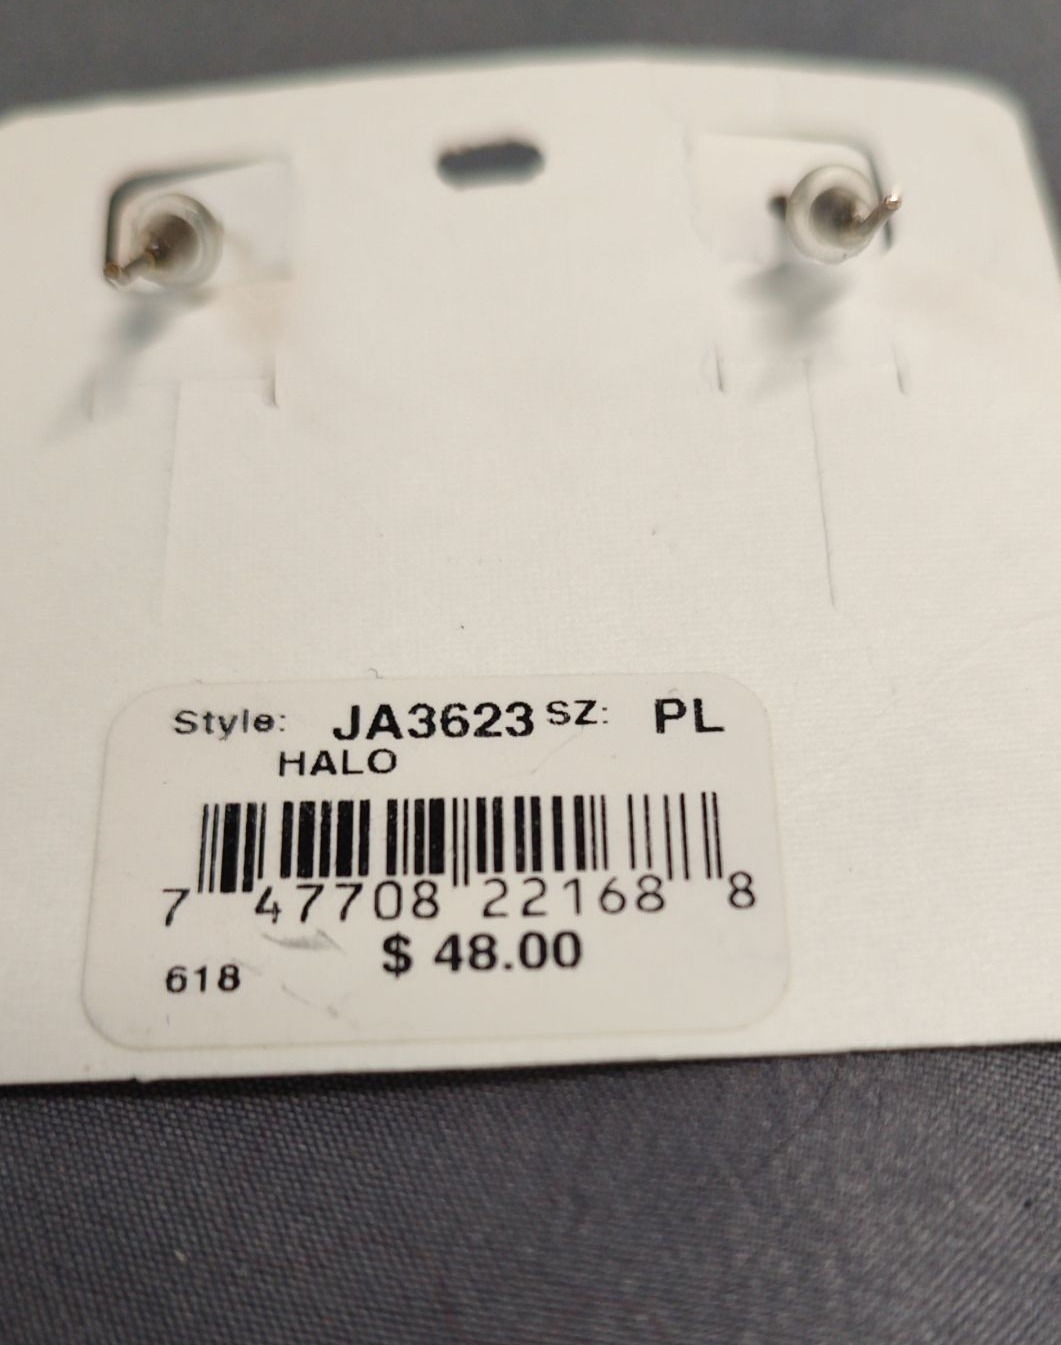 Style: JA3623 SZ: PL
HALO
7 47708 22168 8
$ 48.00
618